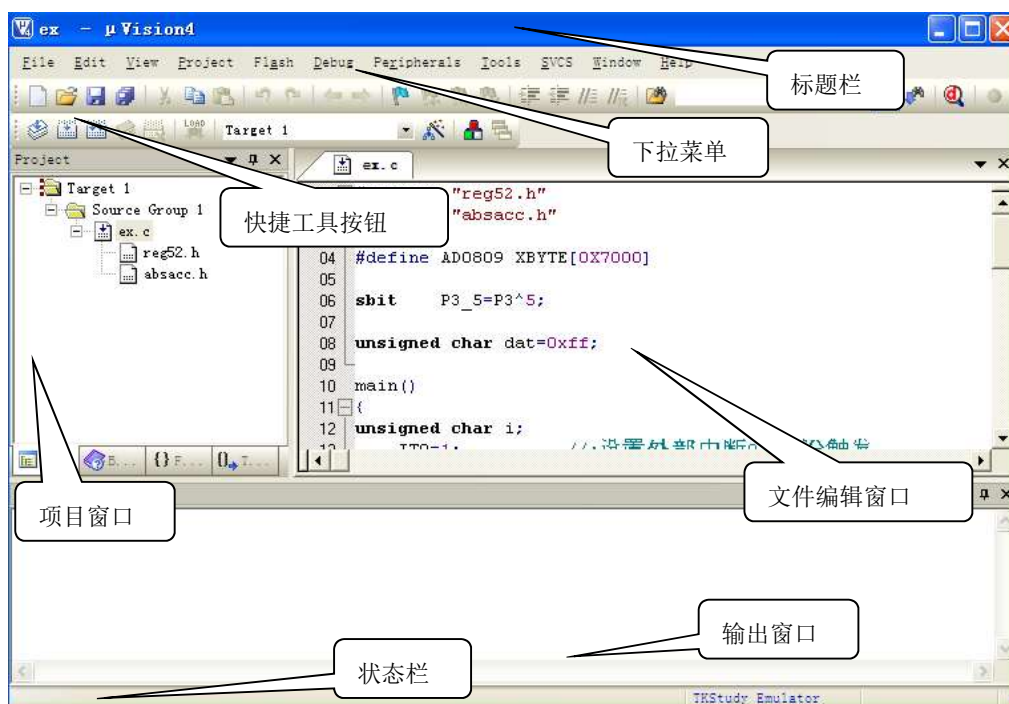 ex - μVision4
File Edit View Project Flash Debug Peripherals Tools SVCS Window Help
标题栏
LOAD
Target 1
下拉菜单
Project
ex.c
Target 1
Source Group 1
ex.c
reg52.h
absacc.h
快捷工具按钮
"reg52.h"
"absacc.h"
04 #define AD0809 XBYTE[0X7000]
05
06 sbit P3_5=P3^5;
07
08 unsigned char dat=0xff;
09
10 main()
11 {
12 unsigned char i;
IT0=1;
B... {} F... 0 T...
项目窗口
文件编辑窗口
输出窗口
状态栏
TKStudy Emulator